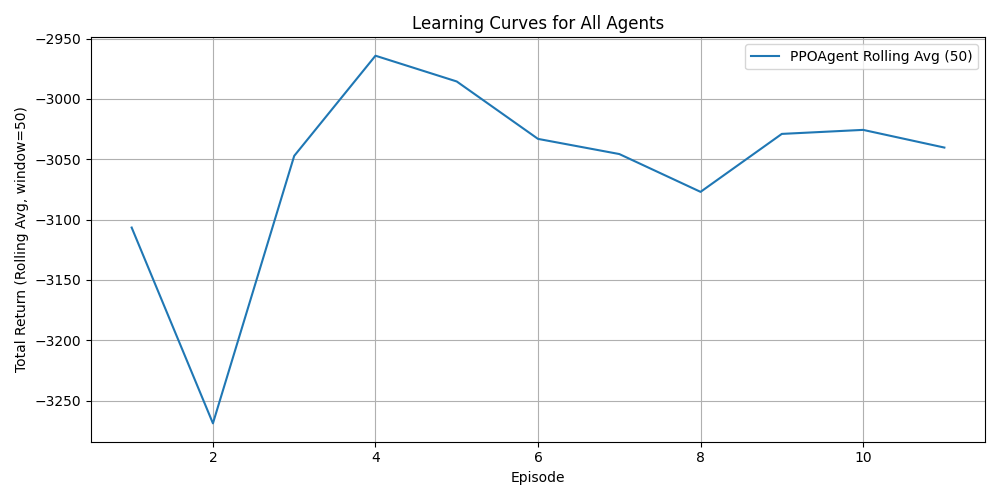 Learning Curves for All Agents
PPOAgent Rolling Avg (50)
Total Return (Rolling Avg, window=50)
−2950
−3000
−3050
−3100
−3150
−3200
−3250
2 4 6 8 10
Episode